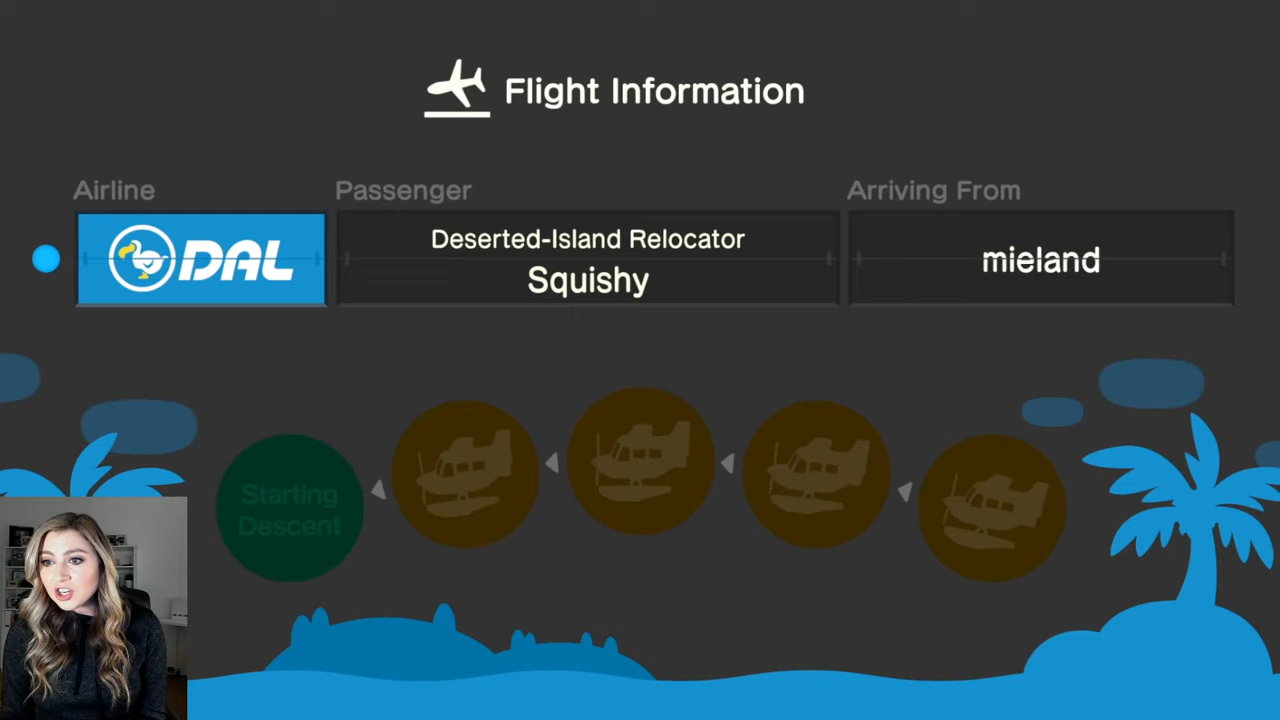 Flight Information
Airline
Passenger
Arriving From
DAL
Deserted-Island Relocator
Squishy
mieland
Starting
Descent